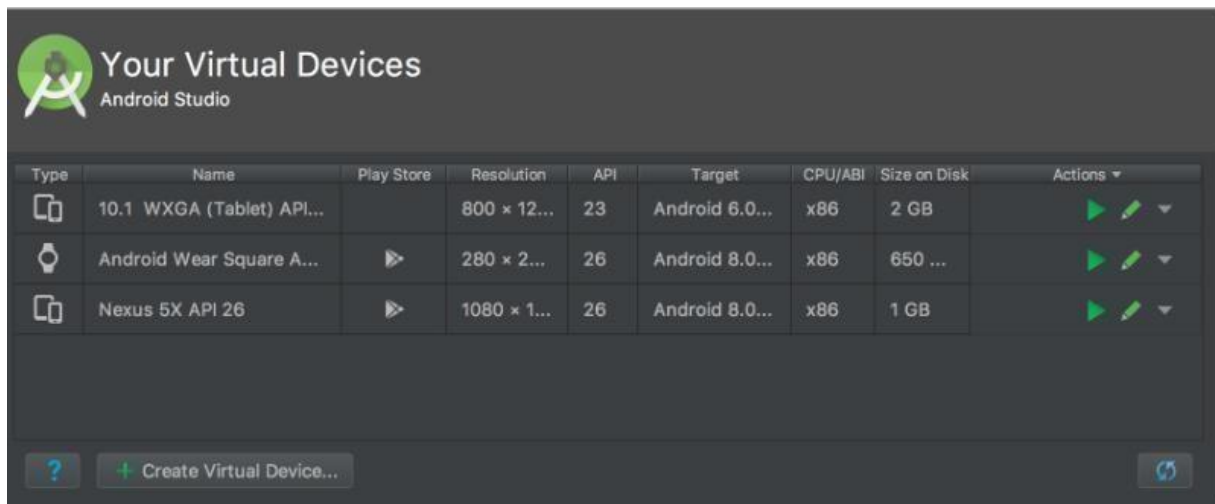 Your Virtual Devices
Android Studio
Type Name Play Store Resolution API Target CPU/ABI Size on Disk Actions
10.1 WXGA (Tablet) API... 800 × 12... 23 Android 6.0... x86 2 GB
Android Wear Square A... 280 × 2... 26 Android 8.0... x86 650 ...
Nexus 5X API 26 1080 × 1... 26 Android 8.0... x86 1 GB
? + Create Virtual Device...